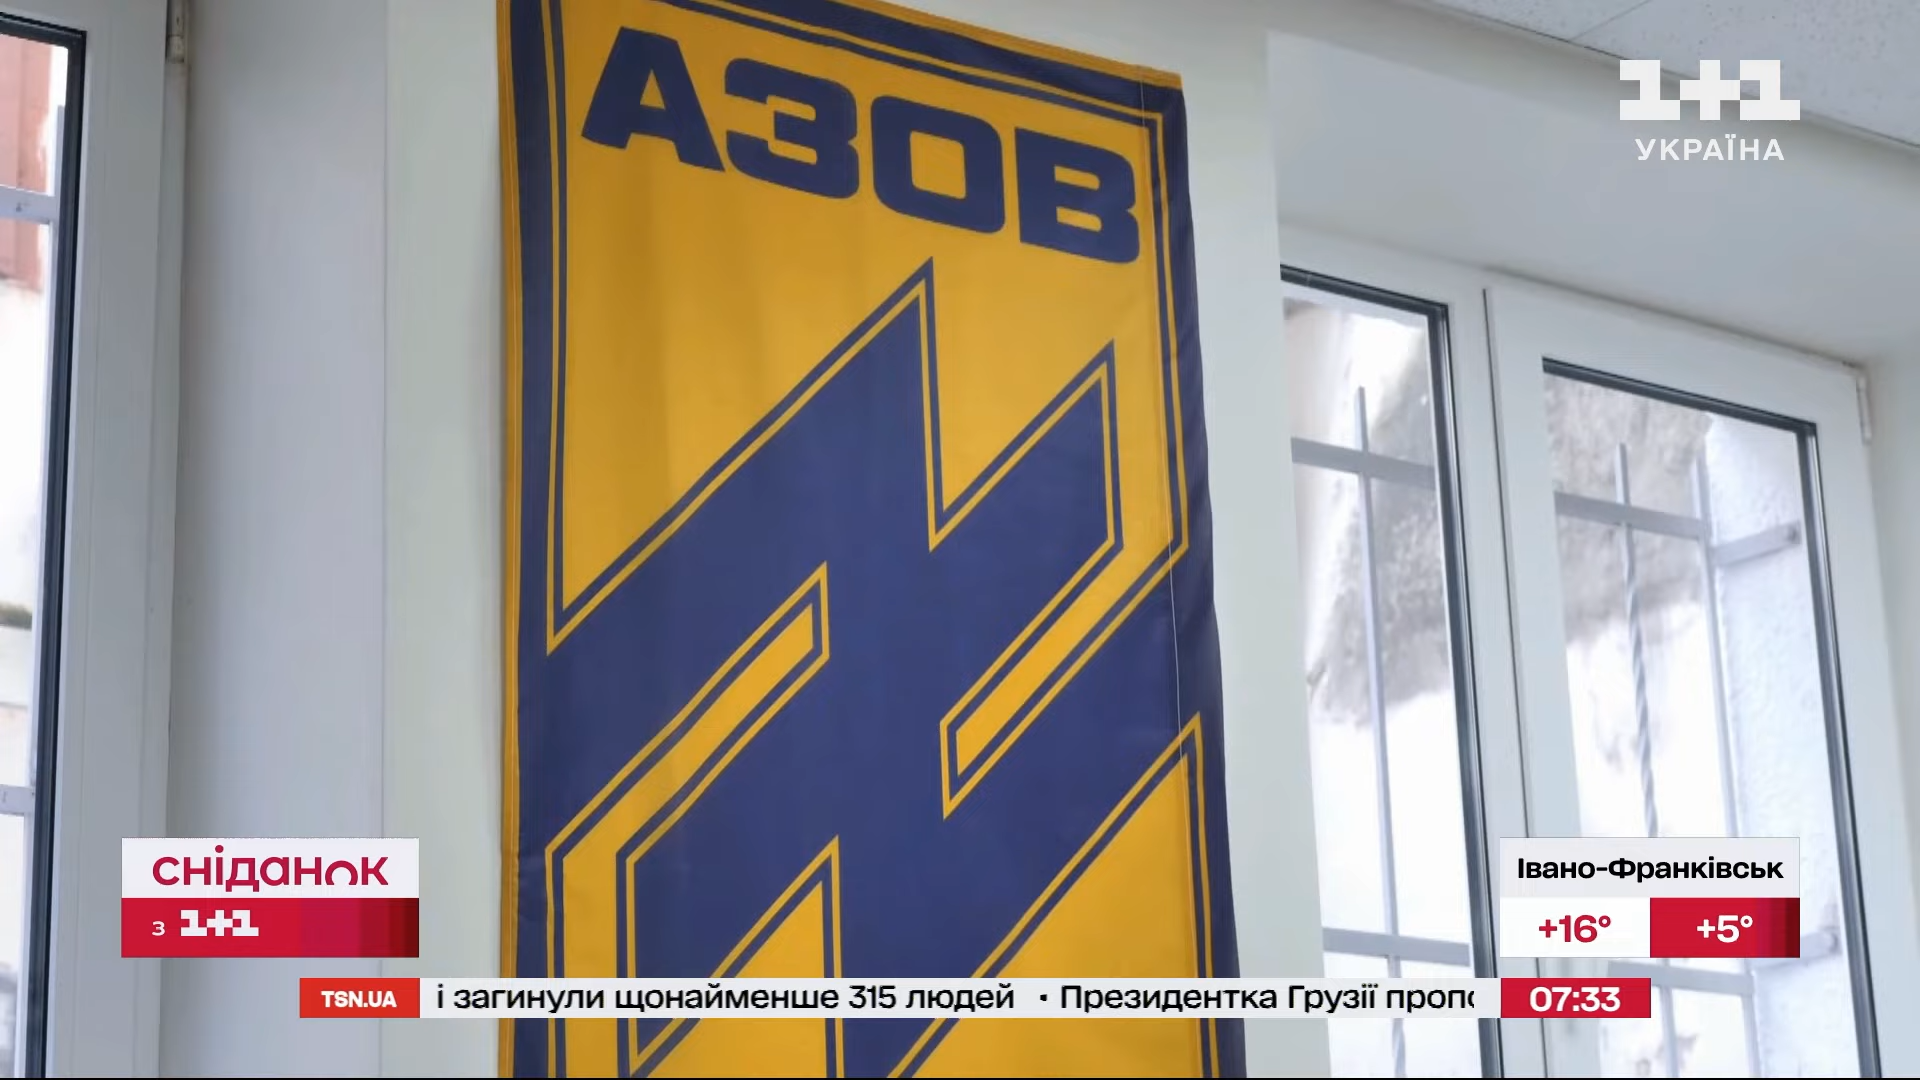 АЗОВ
1+1
УКРАЇНА
СНІДАНОК
З 1+1
Івано-Франківськ
+16° +5°
TSN.UA і загинули щонайменше 315 людей • Президентка Грузії
07:33